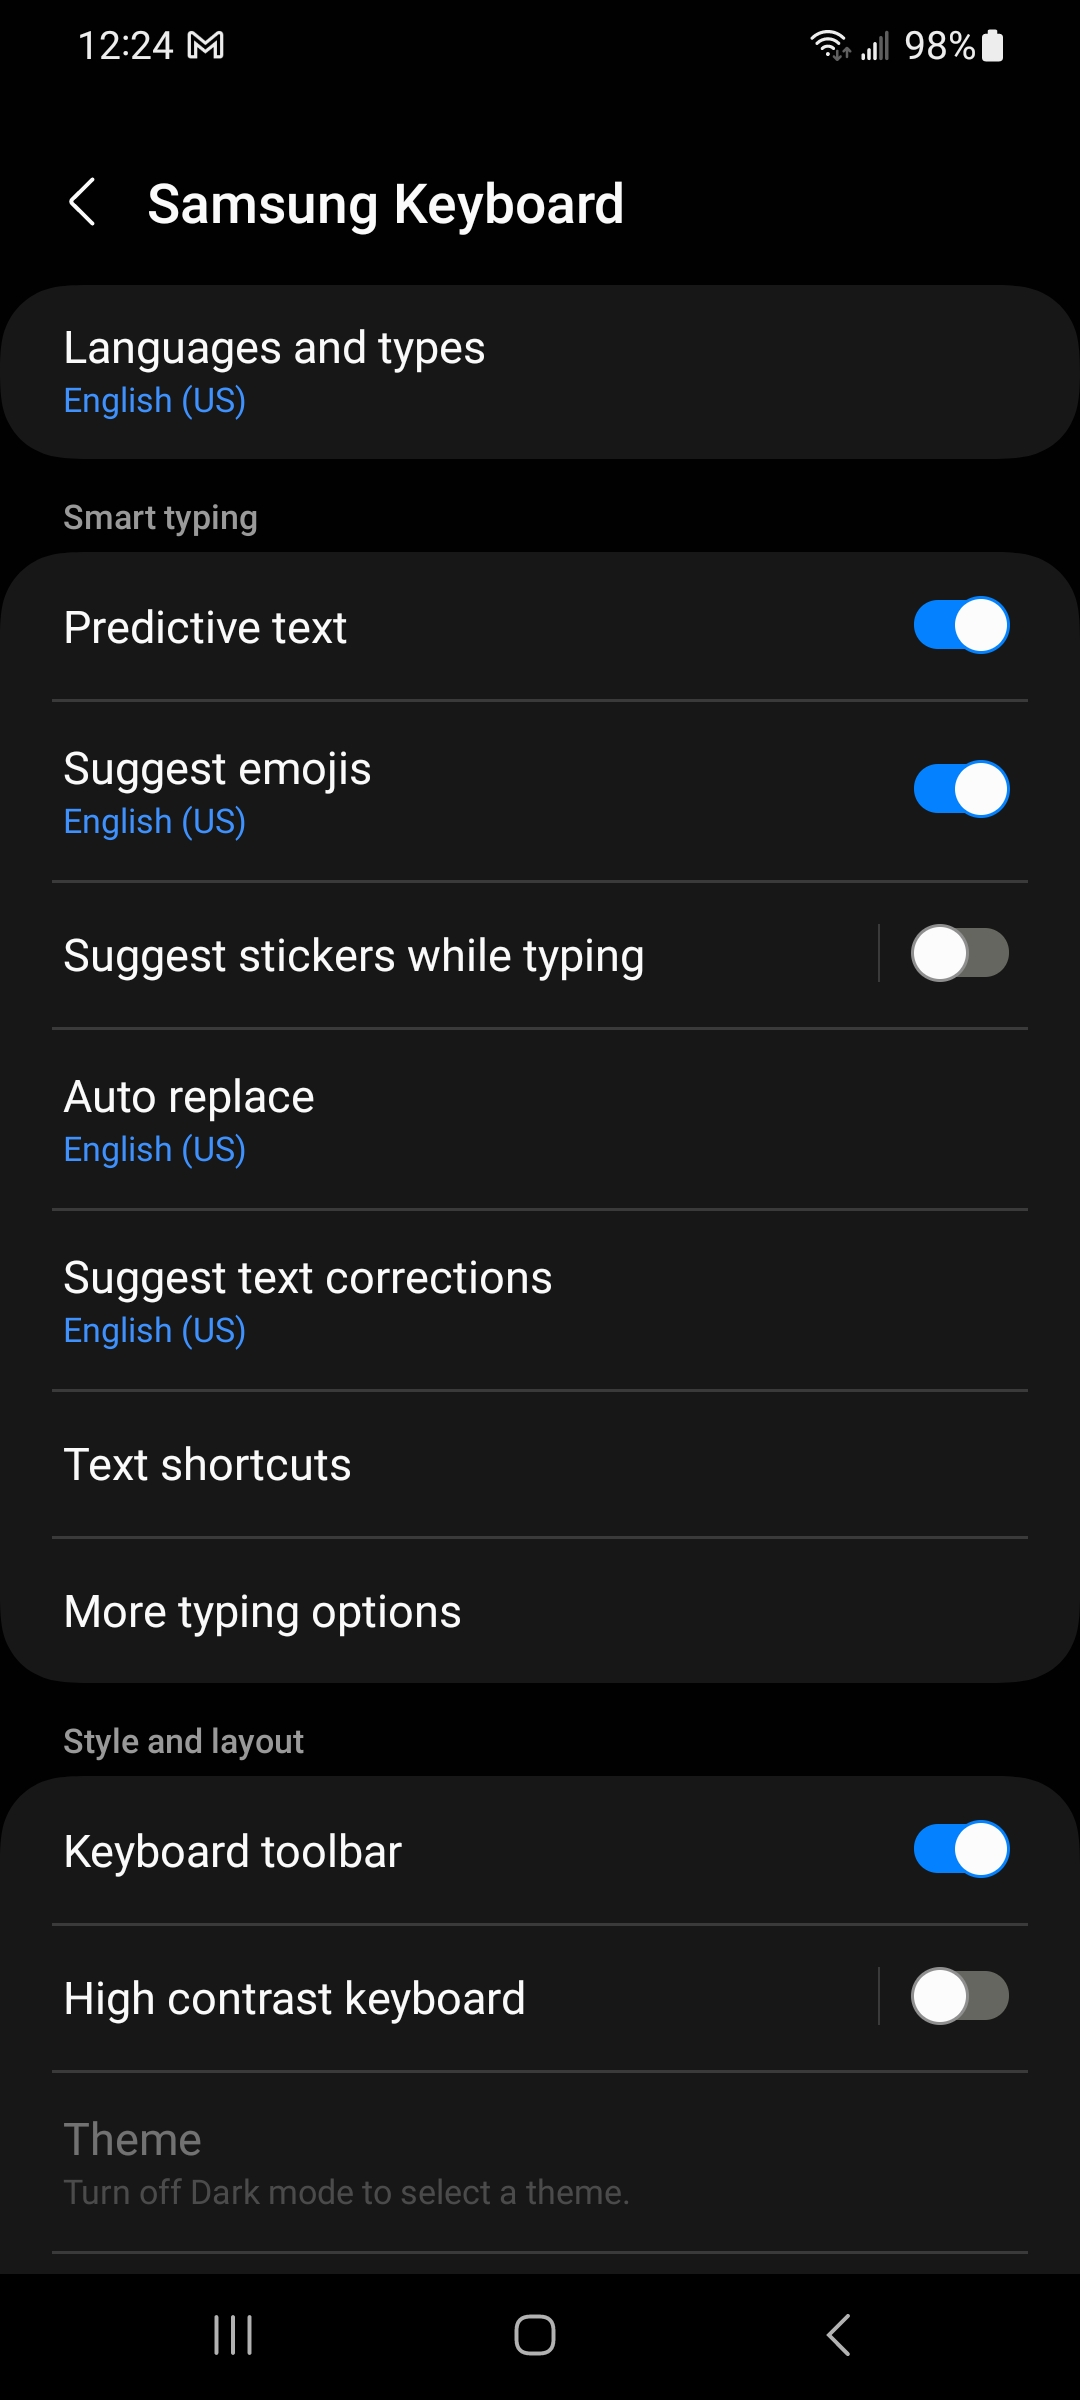 12:24
98%
Samsung Keyboard
Languages and types
English (US)
Smart typing
Predictive text
Suggest emojis
English (US)
Suggest stickers while typing
Auto replace
English (US)
Suggest text corrections
English (US)
Text shortcuts
More typing options
Style and layout
Keyboard toolbar
High contrast keyboard
Theme
Turn off Dark mode to select a theme.